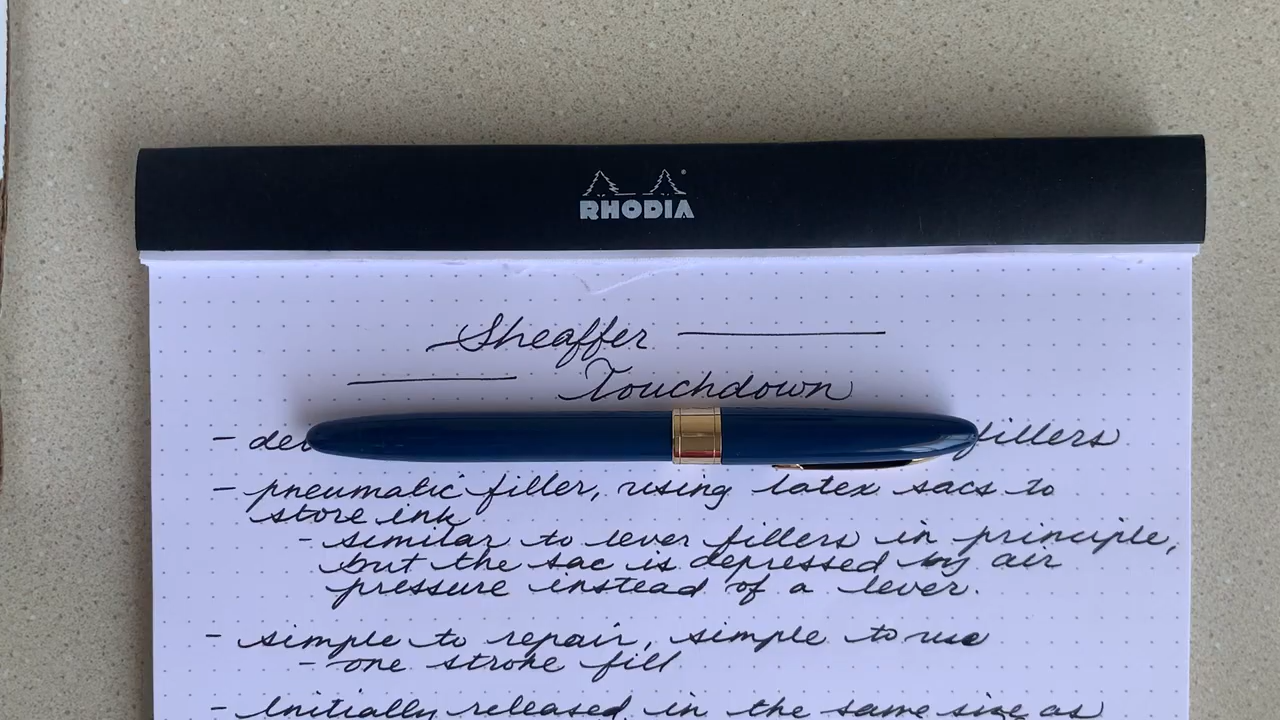 RHODIA
Sheaffer
Touchdown
- fillers
- pneumatic filler, using latex sacs to
store ink
- similar to lever fillers in principle,
but the sac is depressed by air
pressure instead of a lever.
- simple to repair, simple to use
- one stroke fill
- Initially released in the same size as